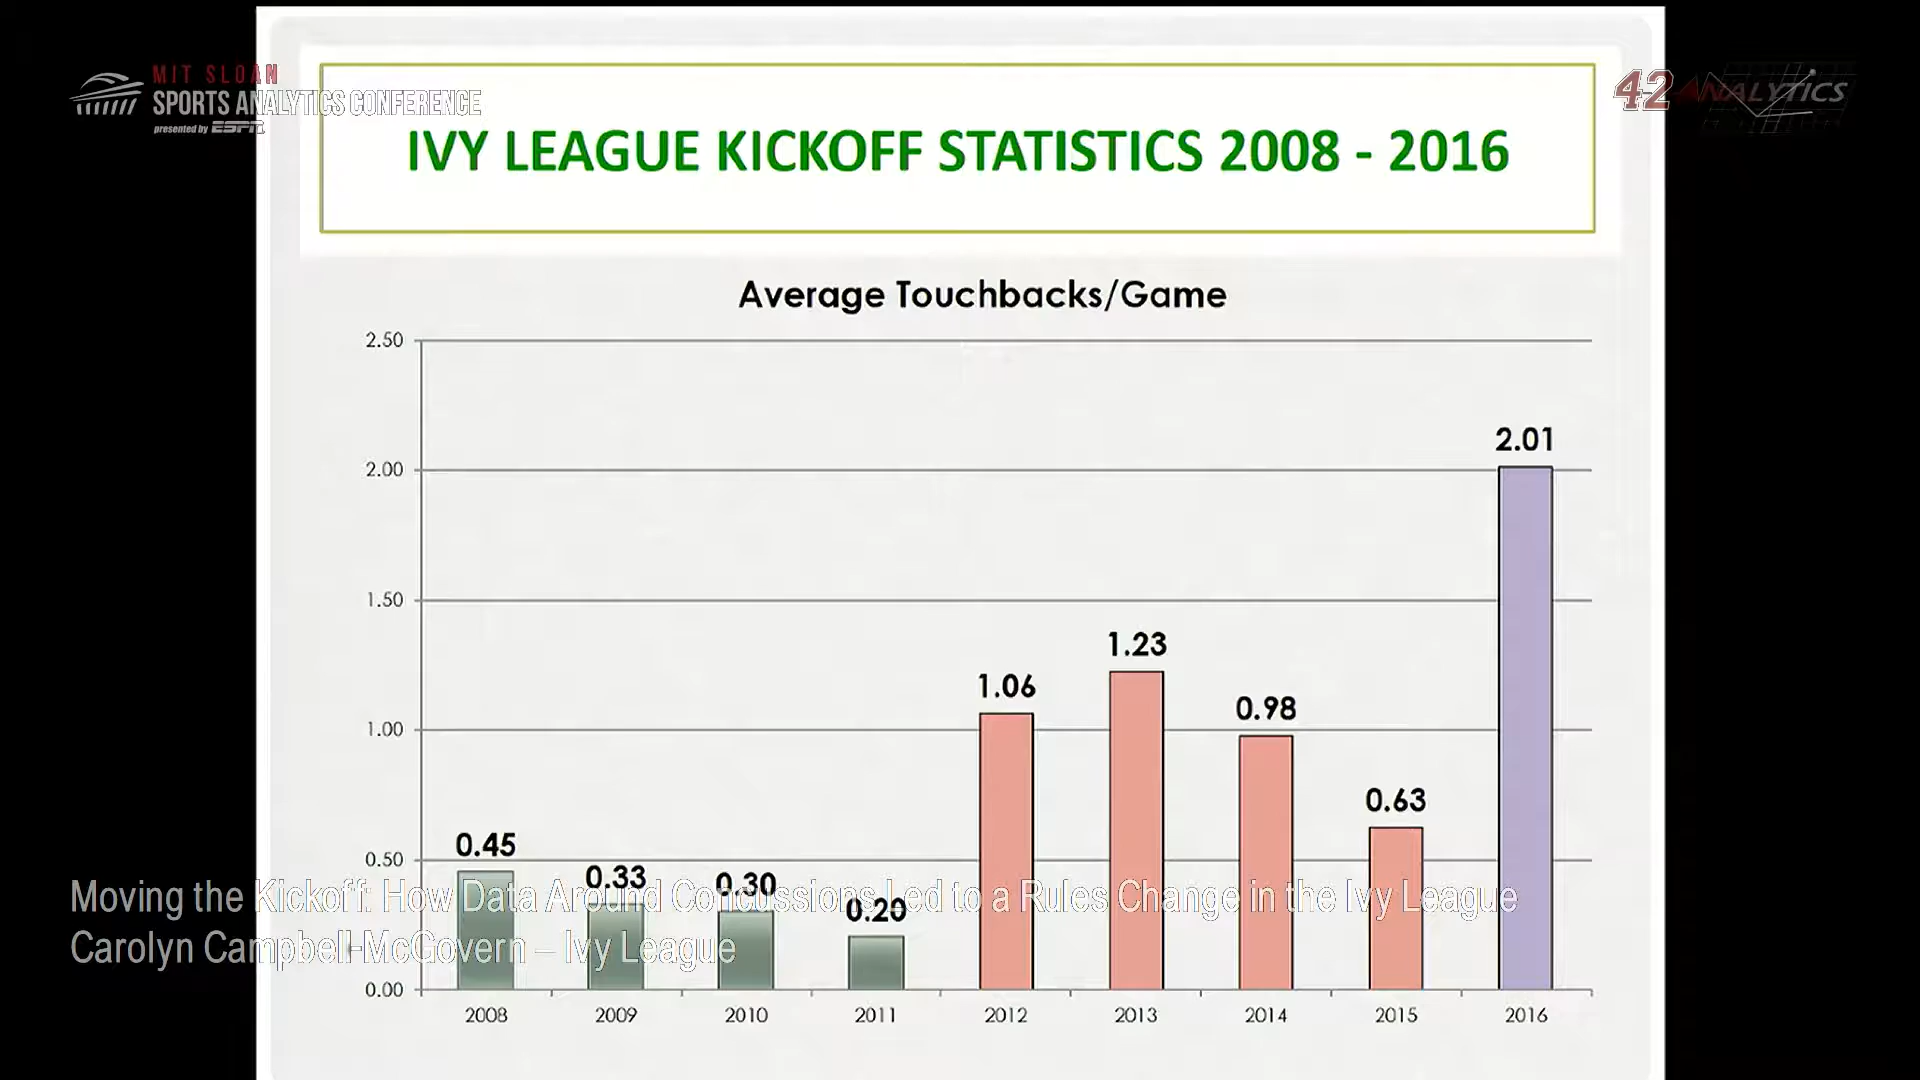 MIT SLOAN
SPORTS ANALYTICS CONFERENCE
presented by ESPN
42 ANALYTICS
IVY LEAGUE KICKOFF STATISTICS 2008 - 2016
Average Touchbacks/Game
2.50
2.00
1.50
1.00
0.50
0.00
0.45
0.33
0.30
0.20
1.06
1.23
0.98
0.63
2.01
2008 2009 2010 2011 2012 2013 2014 2015 2016
Moving the Kickoff: How Data Around Concussions Led to a Rules Change in the Ivy League
Carolyn Campbell-McGovern – Ivy League